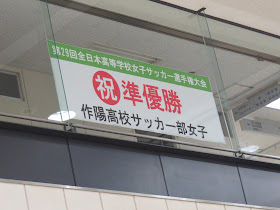 第29回全日本高等学校女子サッカー選手権大会
祝準優勝
作陽高校サッカー部女子